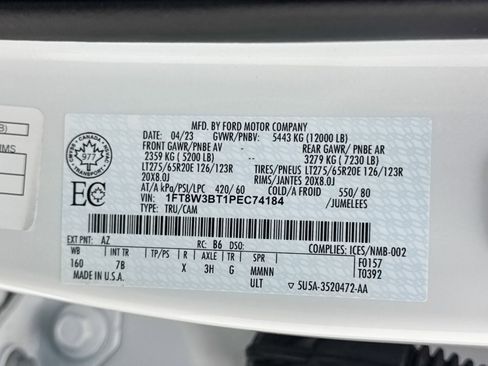 MFD. BY FORD MOTOR COMPANY
DATE: 04/23 GVWR/PNBV: 5443 KG (12000 LB)
FRONT GAWR/PNBE AV REAR GAWR/PNBE AR
2359 KG ( 5200 LB) 3279 KG ( 7230 LB)
LT275/65R20E 126/123R TIRES/PNEUS LT275/65R20E 126/123R
20X8.0J RIMS/JANTES 20X8.0J
AT/A kPa/PSI/LPC 420/ 60 COLD/A FROID 550/ 80
VIN: 1FT8W3BT1PEC74184 /JUMELEES
TYPE: TRU/CAM
CANADA
977
TRANSPORT
EC
EXT PNT: AZ RC: B6 DSO: COMPLIES: ICES/NMB-002
WB INT TR TP/PS R AXLE TR SPR F0157
160 7B X 3H G MMNN T0392
MADE IN U.S.A. ULT 5U5A-3520472-AA
B)
IMS